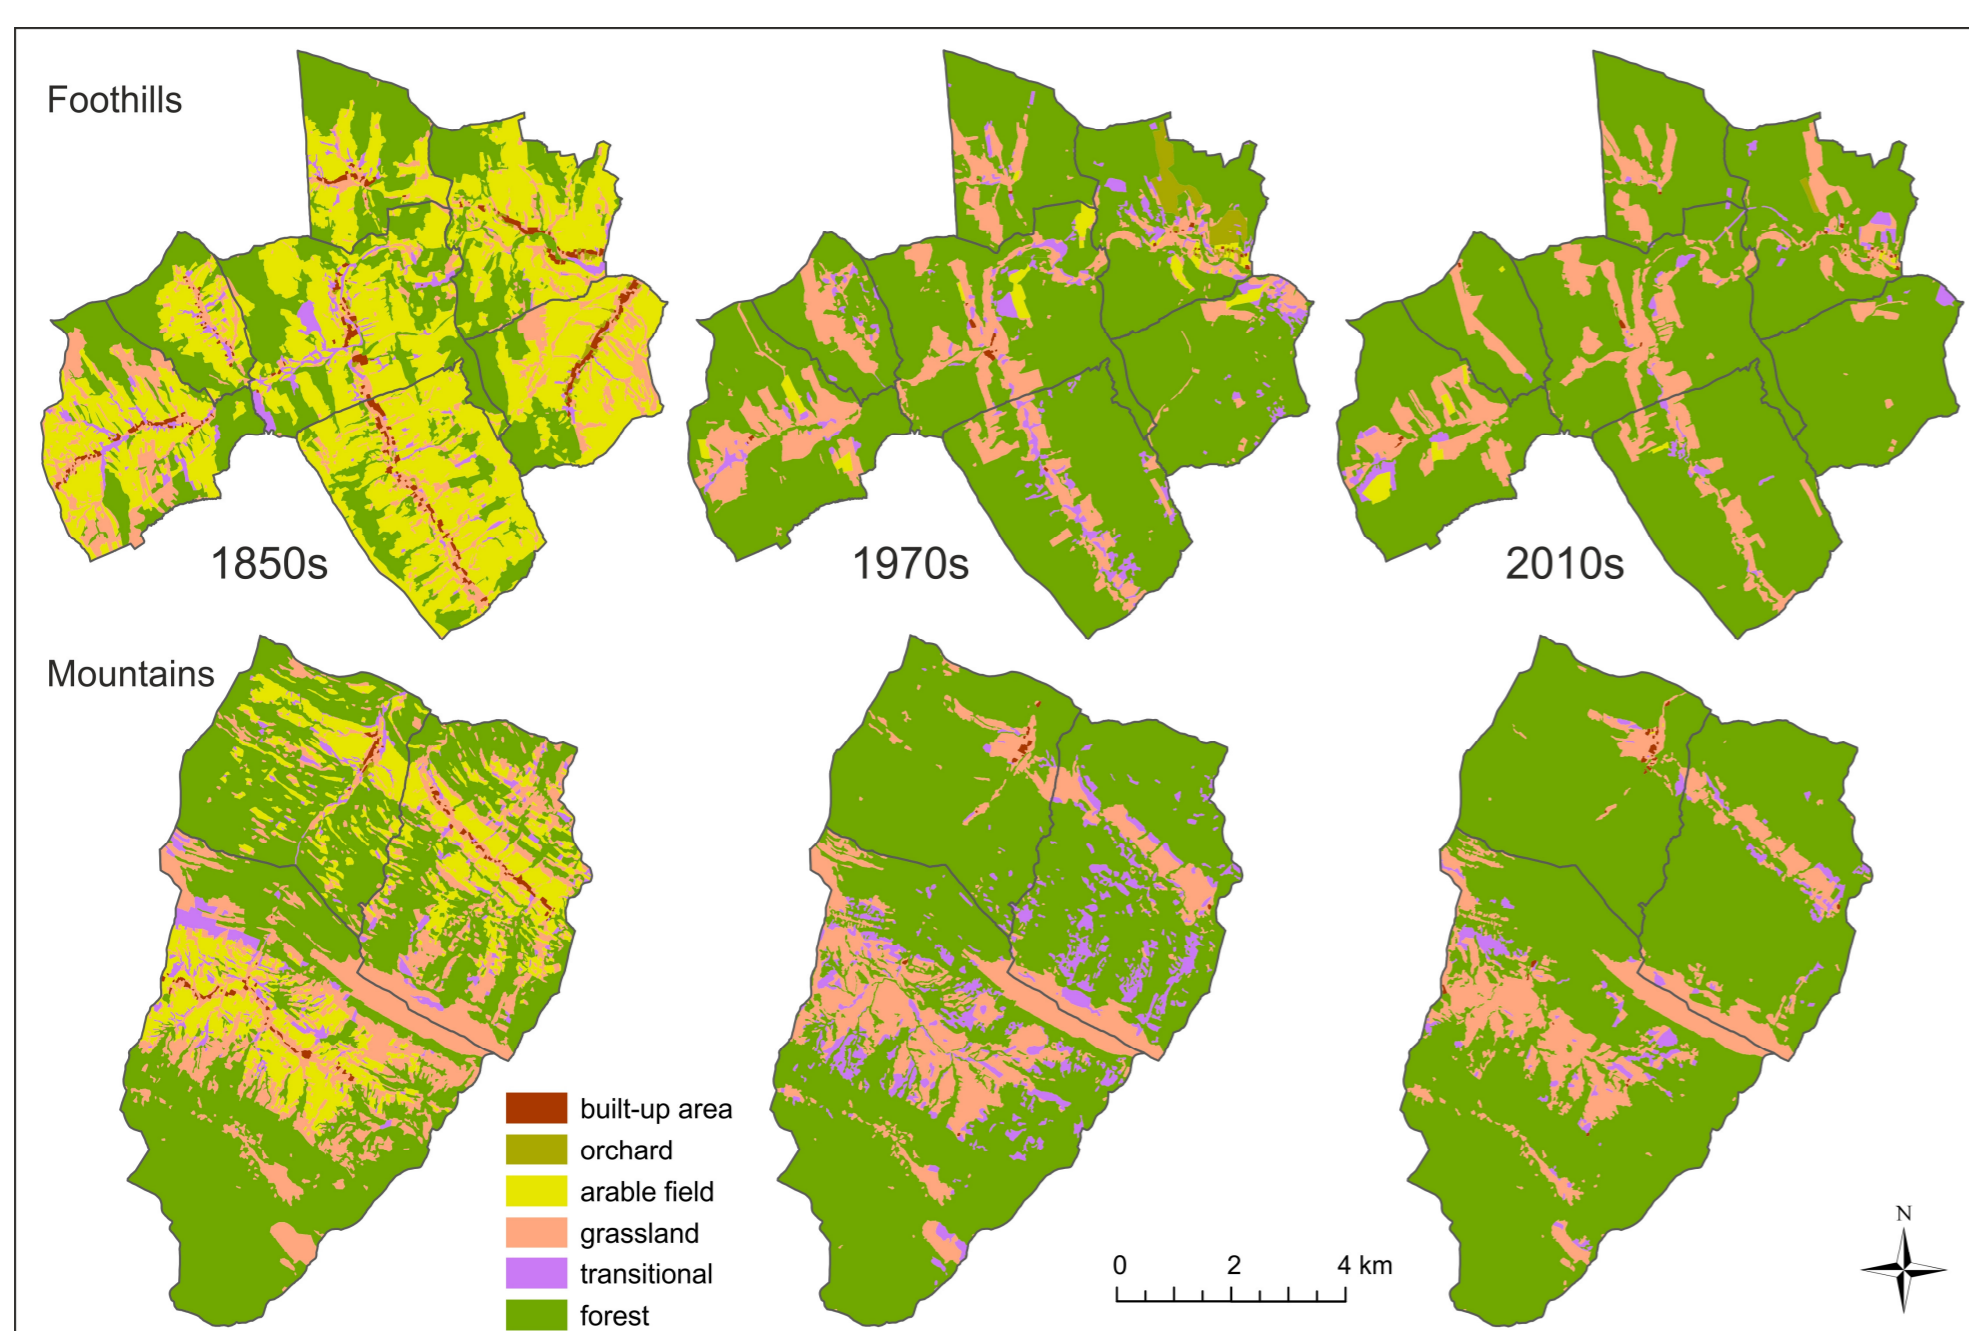 Foothills
1850s
1970s
2010s
Mountains
built-up area
orchard
arable field
grassland
transitional
forest
0 2 4 km
N